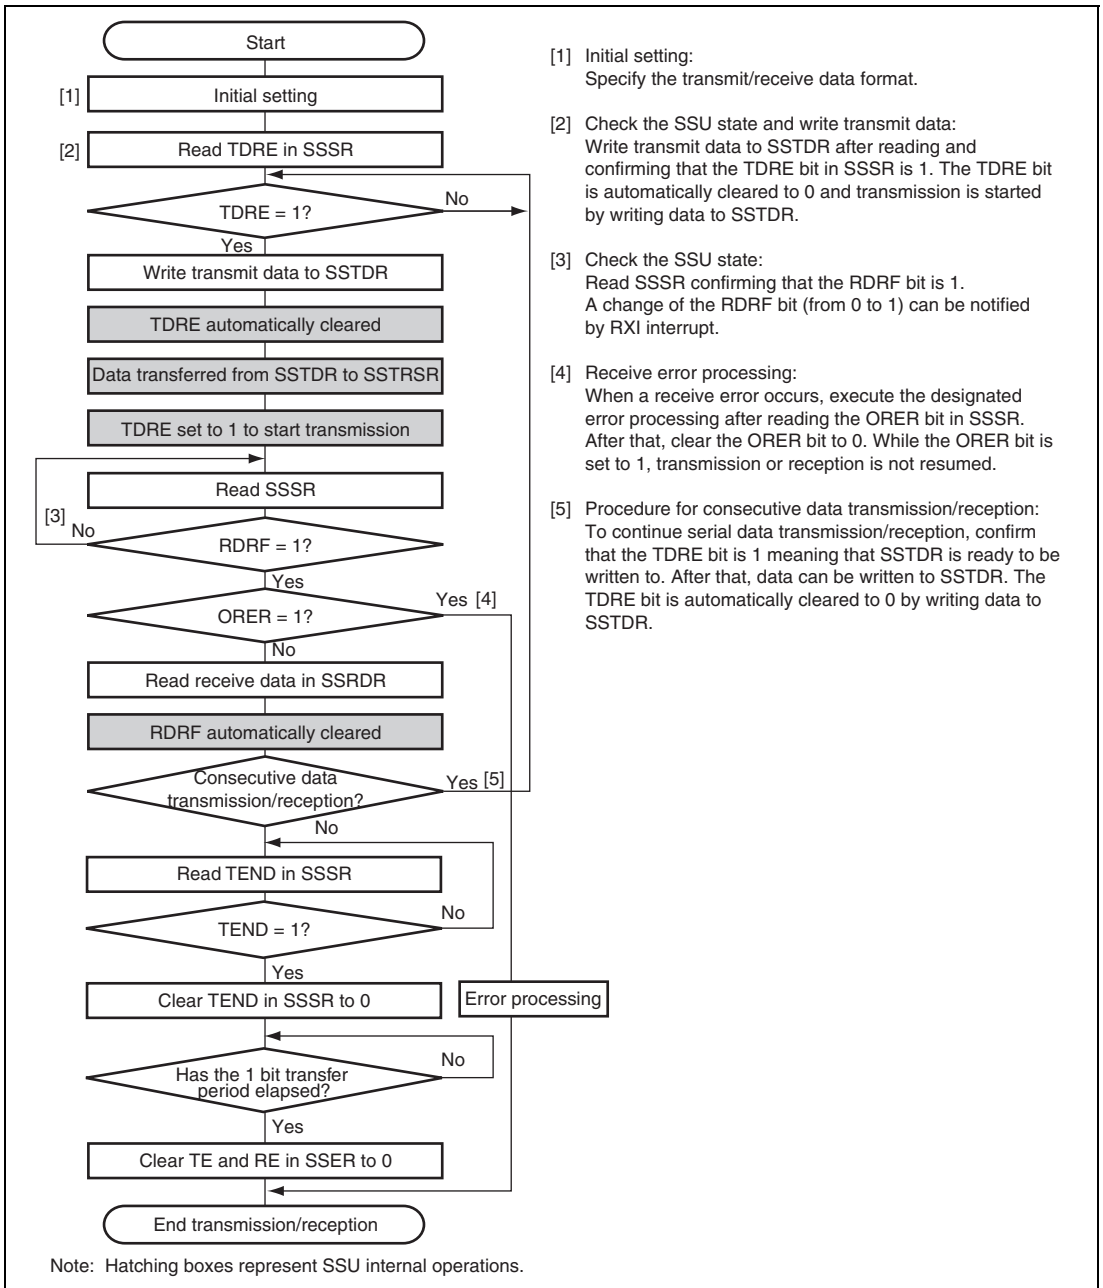 Start
[1] Initial setting
[2] Read TDRE in SSSR
TDRE = 1?
No
Yes
Write transmit data to SSTDR
TDRE automatically cleared
Data transferred from SSTDR to SSTRSR
TDRE set to 1 to start transmission
Read SSSR
[3]
No
RDRF = 1?
Yes
ORER = 1?
Yes [4]
No
Read receive data in SSRDR
RDRF automatically cleared
Consecutive data
transmission/reception?
Yes [5]
No
Read TEND in SSSR
TEND = 1?
No
Yes
Clear TEND in SSSR to 0
Error processing
Has the 1 bit transfer
period elapsed?
No
Yes
Clear TE and RE in SSER to 0
End transmission/reception
[1] Initial setting:
Specify the transmit/receive data format.
[2] Check the SSU state and write transmit data:
Write transmit data to SSTDR after reading and
confirming that the TDRE bit in SSSR is 1. The TDRE bit
is automatically cleared to 0 and transmission is started
by writing data to SSTDR.
[3] Check the SSU state:
Read SSSR confirming that the RDRF bit is 1.
A change of the RDRF bit (from 0 to 1) can be notified
by RXI interrupt.
[4] Receive error processing:
When a receive error occurs, execute the designated
error processing after reading the ORER bit in SSSR.
After that, clear the ORER bit to 0. While the ORER bit is
set to 1, transmission or reception is not resumed.
[5] Procedure for consecutive data transmission/reception:
To continue serial data transmission/reception, confirm
that the TDRE bit is 1 meaning that SSTDR is ready to be
written to. After that, data can be written to SSTDR. The
TDRE bit is automatically cleared to 0 by writing data to
SSTDR.
Note: Hatching boxes represent SSU internal operations.